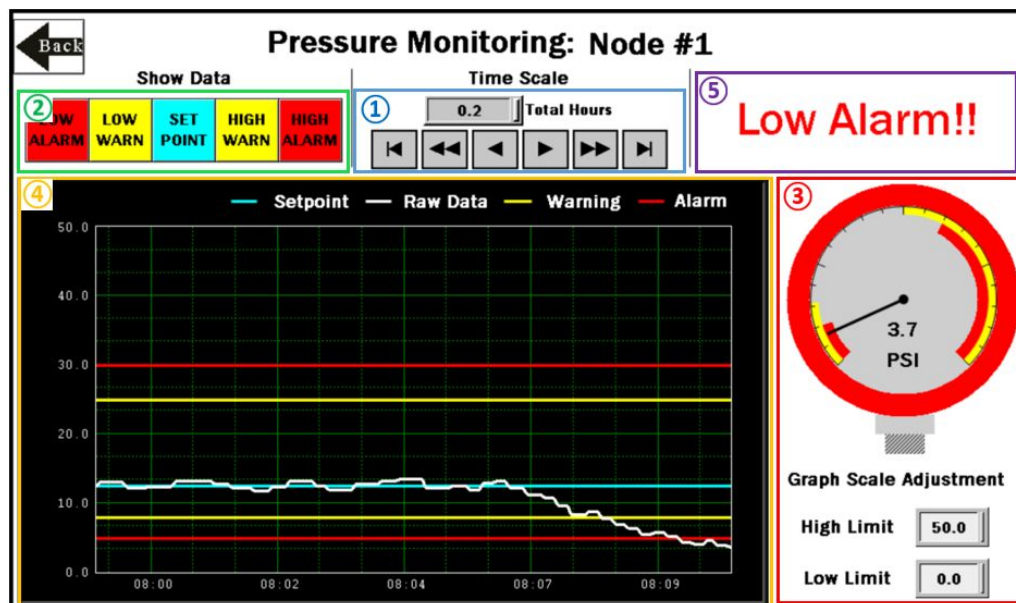 Back
Pressure Monitoring: Node #1
Show Data
Time Scale
2
LOW ALARM
LOW WARN
SET POINT
HIGH WARN
HIGH ALARM
1
0.2 Total Hours
5
Low Alarm!!
4
Setpoint Raw Data Warning Alarm
50.0
40.0
30.0
20.0
10.0
0.0
08:00 08:02 08:04 08:07 08:09
3
3.7
PSI
Graph Scale Adjustment
High Limit 50.0
Low Limit 0.0